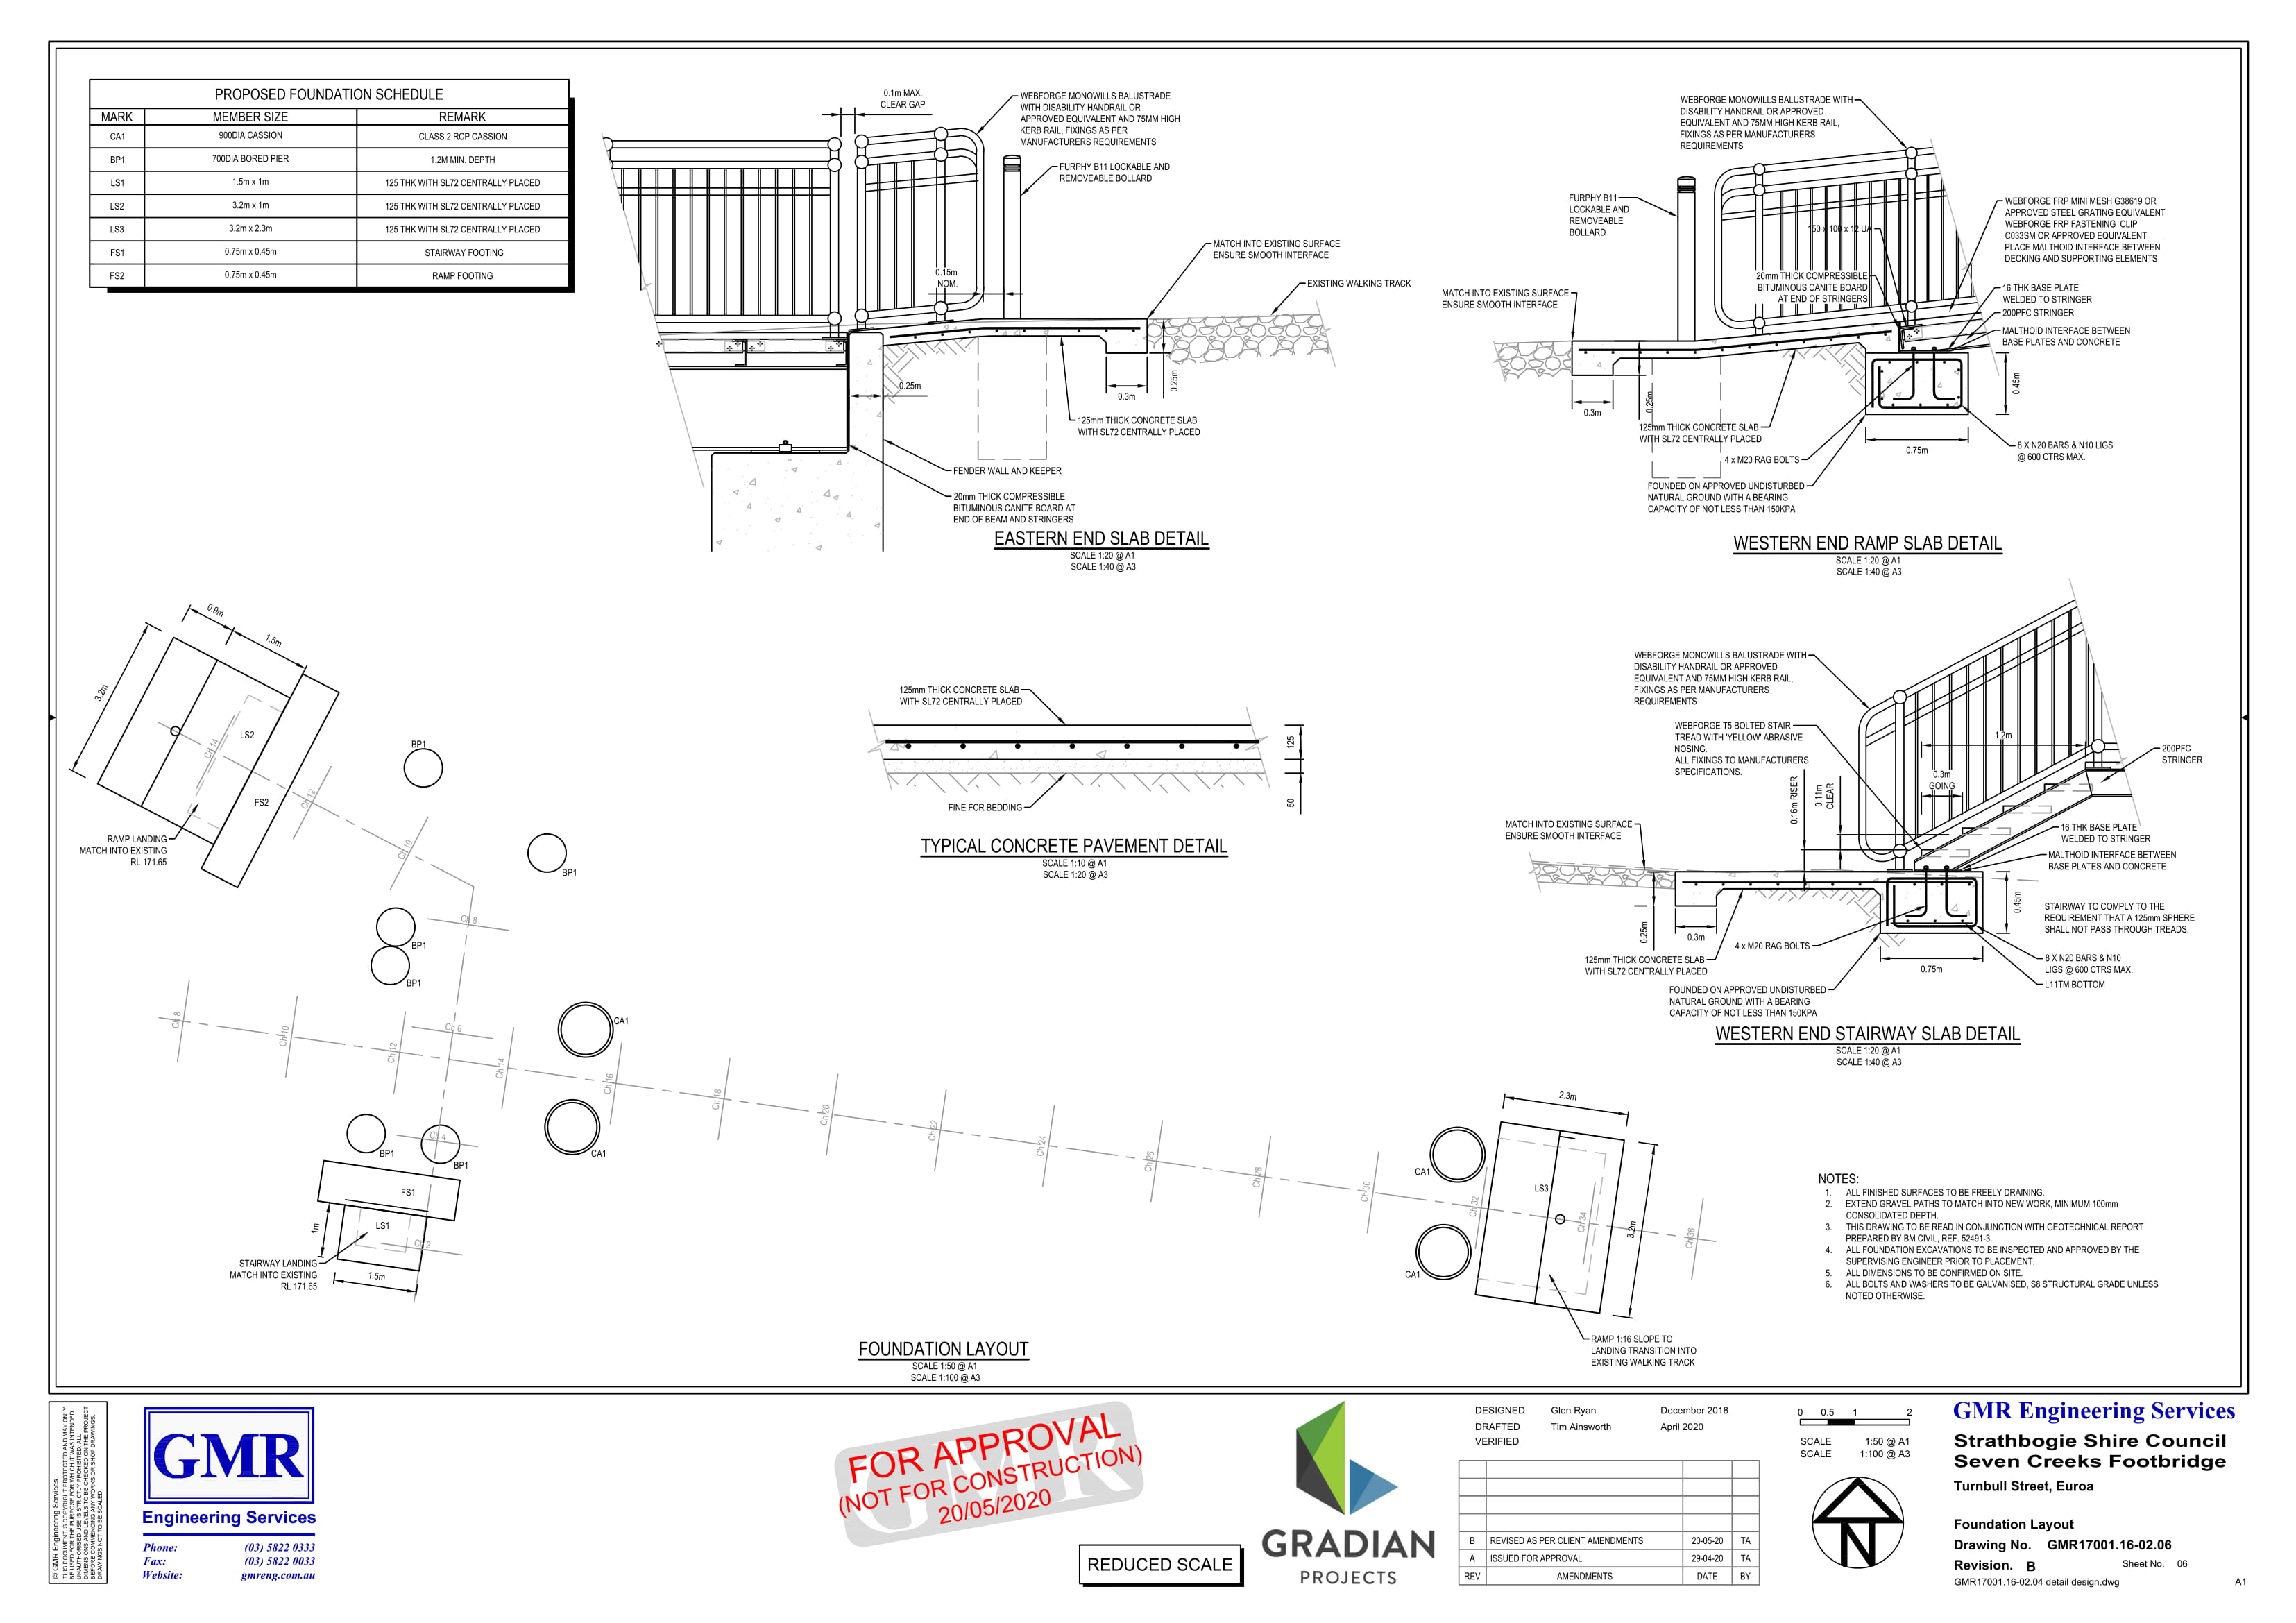 PROPOSED FOUNDATION SCHEDULE
MARK MEMBER SIZE REMARK
CA1 900DIA CASSION CLASS 2 RCP CASSION
BP1 700DIA BORED PIER 1.2M MIN. DEPTH
LS1 1.5m x 1m 125 THK WITH SL72 CENTRALLY PLACED
LS2 3.2m x 1m 125 THK WITH SL72 CENTRALLY PLACED
LS3 3.2m x 2.3m 125 THK WITH SL72 CENTRALLY PLACED
FS1 0.75m x 0.45m STAIRWAY FOOTING
FS2 0.75m x 0.45m RAMP FOOTING
0.1m MAX.
CLEAR GAP
WEBFORGE MONOWILLS BALUSTRADE
WITH DISABILITY HANDRAIL OR
APPROVED EQUIVALENT AND 75MM HIGH
KERB RAIL, FIXINGS AS PER
MANUFACTURERS REQUIREMENTS
FURPHY B11 LOCKABLE AND
REMOVEABLE BOLLARD
MATCH INTO EXISTING SURFACE
ENSURE SMOOTH INTERFACE
EXISTING WALKING TRACK
0.15m
NOM.
0.25m
0.3m
0.25m
125mm THICK CONCRETE SLAB
WITH SL72 CENTRALLY PLACED
FENDER WALL AND KEEPER
20mm THICK COMPRESSIBLE
BITUMINOUS CANITE BOARD AT
END OF BEAM AND STRINGERS
EASTERN END SLAB DETAIL
SCALE 1:20 @ A1
SCALE 1:40 @ A3
WEBFORGE MONOWILLS BALUSTRADE WITH
DISABILITY HANDRAIL OR APPROVED
EQUIVALENT AND 75MM HIGH KERB RAIL,
FIXINGS AS PER MANUFACTURERS
REQUIREMENTS
FURPHY B11
LOCKABLE AND
REMOVEABLE
BOLLARD
150 x 100 x 12 UA
WEBFORGE FRP MINI MESH G38619 OR
APPROVED STEEL GRATING EQUIVALENT
WEBFORGE FRP FASTENING CLIP
C033SM OR APPROVED EQUIVALENT
PLACE MALTHOID INTERFACE BETWEEN
DECKING AND SUPPORTING ELEMENTS
20mm THICK COMPRESSIBLE
BITUMINOUS CANITE BOARD
AT END OF STRINGERS
MATCH INTO EXISTING SURFACE
ENSURE SMOOTH INTERFACE
16 THK BASE PLATE
WELDED TO STRINGER
200PFC STRINGER
MALTHOID INTERFACE BETWEEN
BASE PLATES AND CONCRETE
0.45m
0.3m
0.25m
125mm THICK CONCRETE SLAB
WITH SL72 CENTRALLY PLACED
4 x M20 RAG BOLTS
0.75m
8 X N20 BARS & N10 LIGS
@ 600 CTRS MAX.
FOUNDED ON APPROVED UNDISTURBED
NATURAL GROUND WITH A BEARING
CAPACITY OF NOT LESS THAN 150KPA
WESTERN END RAMP SLAB DETAIL
SCALE 1:20 @ A1
SCALE 1:40 @ A3
125mm THICK CONCRETE SLAB
WITH SL72 CENTRALLY PLACED
125
50
FINE FCR BEDDING
TYPICAL CONCRETE PAVEMENT DETAIL
SCALE 1:10 @ A1
SCALE 1:20 @ A3
WEBFORGE MONOWILLS BALUSTRADE WITH
DISABILITY HANDRAIL OR APPROVED
EQUIVALENT AND 75MM HIGH KERB RAIL,
FIXINGS AS PER MANUFACTURERS
REQUIREMENTS
WEBFORGE T5 BOLTED STAIR
TREAD WITH 'YELLOW' ABRASIVE
NOSING.
ALL FIXINGS TO MANUFACTURERS
SPECIFICATIONS.
1.2m
200PFC
STRINGER
0.3m
GOING
0.16m RISER
0.11m
CLEAR
MATCH INTO EXISTING SURFACE
ENSURE SMOOTH INTERFACE
16 THK BASE PLATE
WELDED TO STRINGER
MALTHOID INTERFACE BETWEEN
BASE PLATES AND CONCRETE
0.45m
STAIRWAY TO COMPLY TO THE
REQUIREMENT THAT A 125mm SPHERE
SHALL NOT PASS THROUGH TREADS.
0.25m
0.3m
4 x M20 RAG BOLTS
125mm THICK CONCRETE SLAB
WITH SL72 CENTRALLY PLACED
0.75m
8 X N20 BARS & N10
LIGS @ 600 CTRS MAX.
L11TM BOTTOM
FOUNDED ON APPROVED UNDISTURBED
NATURAL GROUND WITH A BEARING
CAPACITY OF NOT LESS THAN 150KPA
WESTERN END STAIRWAY SLAB DETAIL
SCALE 1:20 @ A1
SCALE 1:40 @ A3
0.9m
1.5m
3.2m
LS2
FS2
Ch 14
Ch 12
Ch 10
Ch 8
Ch 6
Ch 4
Ch 2
BP1
BP1
BP1
BP1
RAMP LANDING
MATCH INTO EXISTING
RL 171.65
Ch 8
Ch 10
Ch 12
Ch 14
Ch 16
Ch 18
Ch 20
Ch 22
Ch 24
Ch 26
Ch 28
Ch 30
Ch 32
Ch 34
Ch 36
CA1
CA1
BP1
BP1
FS1
LS1
1m
1.5m
STAIRWAY LANDING
MATCH INTO EXISTING
RL 171.65
CA1
CA1
2.3m
LS3
3.2m
RAMP 1:16 SLOPE TO
LANDING TRANSITION INTO
EXISTING WALKING TRACK
FOUNDATION LAYOUT
SCALE 1:50 @ A1
SCALE 1:100 @ A3
NOTES:
1. ALL FINISHED SURFACES TO BE FREELY DRAINING.
2. EXTEND GRAVEL PATHS TO MATCH INTO NEW WORK, MINIMUM 100mm
CONSOLIDATED DEPTH.
3. THIS DRAWING TO BE READ IN CONJUNCTION WITH GEOTECHNICAL REPORT
PREPARED BY BM CIVIL, REF. 52491-3.
4. ALL FOUNDATION EXCAVATIONS TO BE INSPECTED AND APPROVED BY THE
SUPERVISING ENGINEER PRIOR TO PLACEMENT.
5. ALL DIMENSIONS TO BE CONFIRMED ON SITE.
6. ALL BOLTS AND WASHERS TO BE GALVANISED, S8 STRUCTURAL GRADE UNLESS
NOTED OTHERWISE.
© GMR Engineering Services
THIS DOCUMENT IS COPYRIGHT PROTECTED AND MAY ONLY
BE USED FOR THE PURPOSE FOR WHICH IT WAS INTENDED.
UNAUTHORISED USE IS STRICTLY PROHIBITED. ALL
DIMENSIONS AND LEVELS TO BE CHECKED ON THE PROJECT
BEFORE COMMENCING ANY WORKS OR SHOP DRAWINGS.
DRAWINGS NOT TO BE SCALED.
GMR
Engineering Services
Phone: (03) 5822 0333
Fax: (03) 5822 0033
Website: gmreng.com.au
GMR
FOR APPROVAL
(NOT FOR CONSTRUCTION)
20/05/2020
REDUCED SCALE
GRADIAN
PROJECTS
DESIGNED Glen Ryan December 2018
DRAFTED Tim Ainsworth April 2020
VERIFIED
B REVISED AS PER CLIENT AMENDMENTS 20-05-20 TA
A ISSUED FOR APPROVAL 29-04-20 TA
REV AMENDMENTS DATE BY
0 0.5 1 2
SCALE 1:50 @ A1
SCALE 1:100 @ A3
N
GMR Engineering Services
Strathbogie Shire Council
Seven Creeks Footbridge
Turnbull Street, Euroa
Foundation Layout
Drawing No. GMR17001.16-02.06
Revision. B Sheet No. 06
GMR17001.16-02.04 detail design.dwg A1